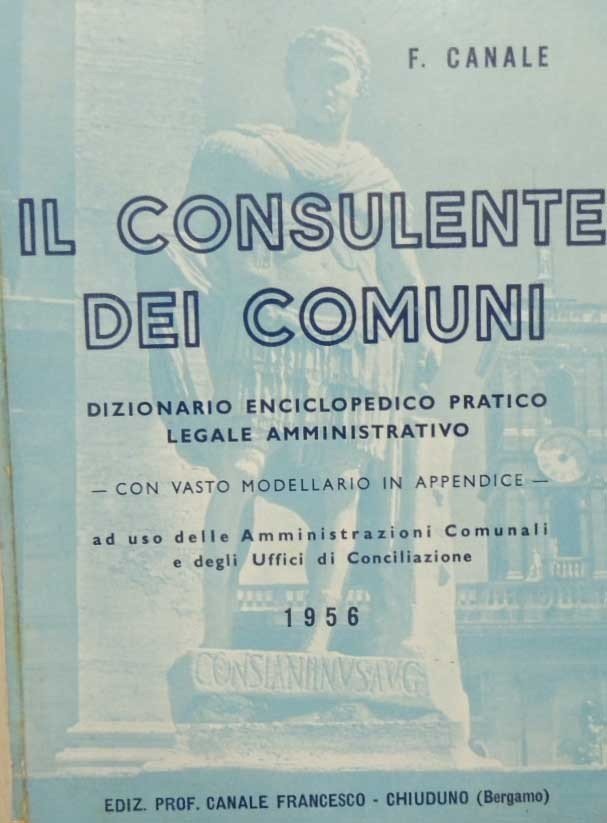 F. CANALE
IL CONSULENTE
DEI COMUNI
DIZIONARIO ENCICLOPEDICO PRATICO
LEGALE AMMINISTRATIVO
— CON VASTO MODELLARIO IN APPENDICE —
ad uso delle Amministrazioni Comunali
e degli Uffici di Conciliazione
1956
CONSTANTINVS AVG
EDIZ. PROF. CANALE FRANCESCO - CHIUDUNO (Bergamo)